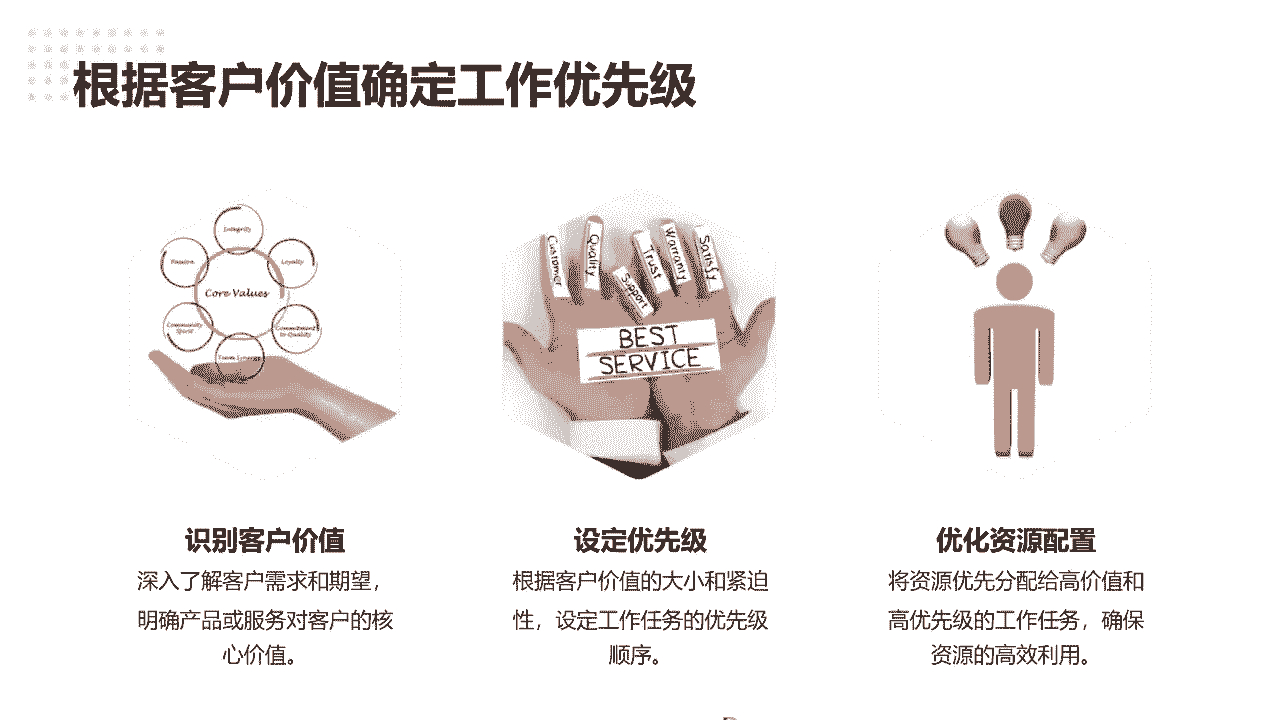 根据客户价值确定工作优先级
Integrity
Passion
Loyalty
Core Values
Community
Spirit
Commitment
to Quality
Customer
Quality
Support
Trust
Warranty
Satisfy
BEST
SERVICE
识别客户价值
深入了解客户需求和期望，
明确产品或服务对客户的核
心价值。
设定优先级
根据客户价值的大小和紧迫
性，设定工作任务的优先级
顺序。
优化资源配置
将资源优先分配给高价值和
高优先级的工作任务，确保
资源的高效利用。